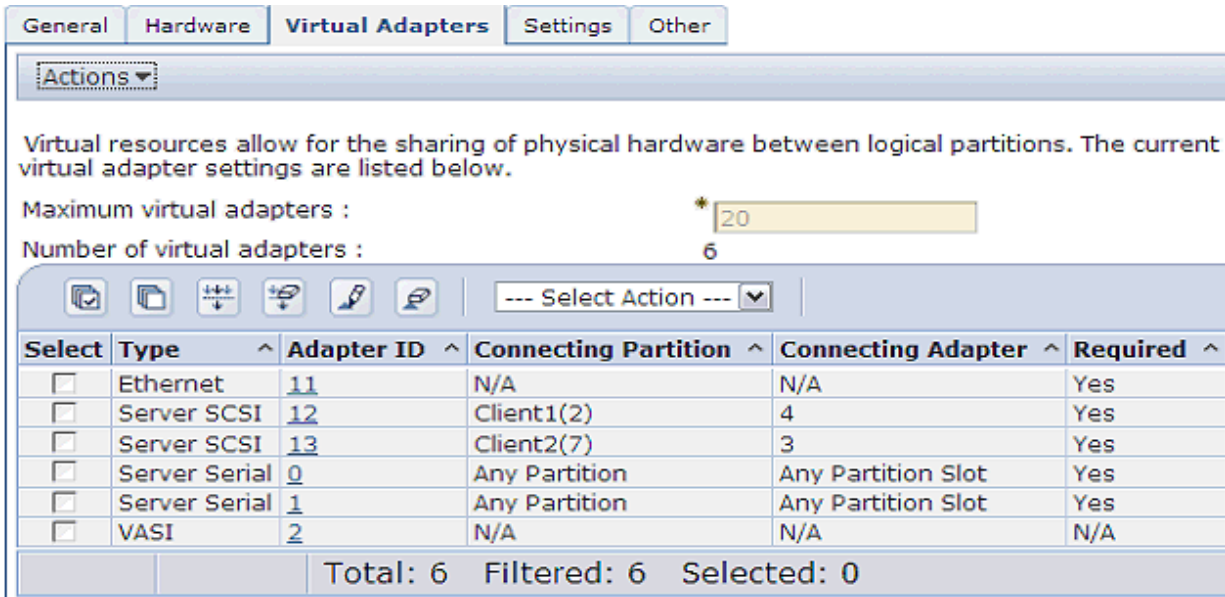 General Hardware Virtual Adapters Settings Other
Actions
Virtual resources allow for the sharing of physical hardware between logical partitions. The current
virtual adapter settings are listed below.
Maximum virtual adapters : * 20
Number of virtual adapters : 6
--- Select Action ---
Select Type ^ Adapter ID ^ Connecting Partition ^ Connecting Adapter ^ Required ^
Ethernet 11 N/A N/A Yes
Server SCSI 12 Client1(2) 4 Yes
Server SCSI 13 Client2(7) 3 Yes
Server Serial 0 Any Partition Any Partition Slot Yes
Server Serial 1 Any Partition Any Partition Slot Yes
VASI 2 N/A N/A N/A
Total: 6 Filtered: 6 Selected: 0